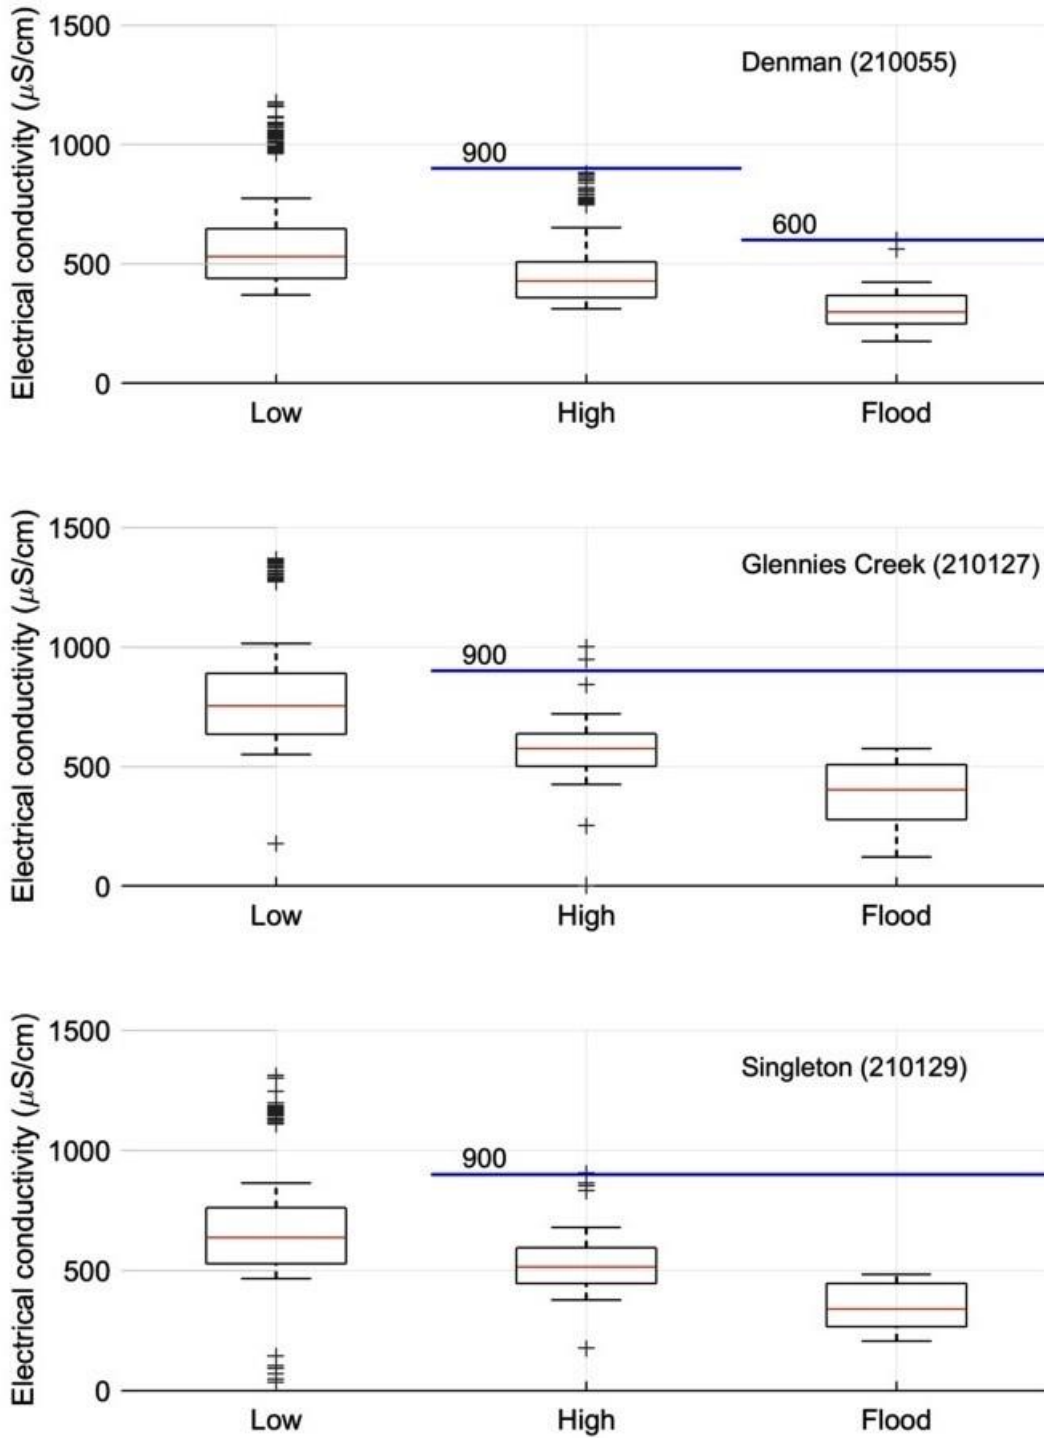 Electrical conductivity (μS/cm)
1500
1000
500
0
Denman (210055)
900
600
Low High Flood
Electrical conductivity (μS/cm)
1500
1000
500
0
Glennies Creek (210127)
900
Low High Flood
Electrical conductivity (μS/cm)
1500
1000
500
0
Singleton (210129)
900
Low High Flood